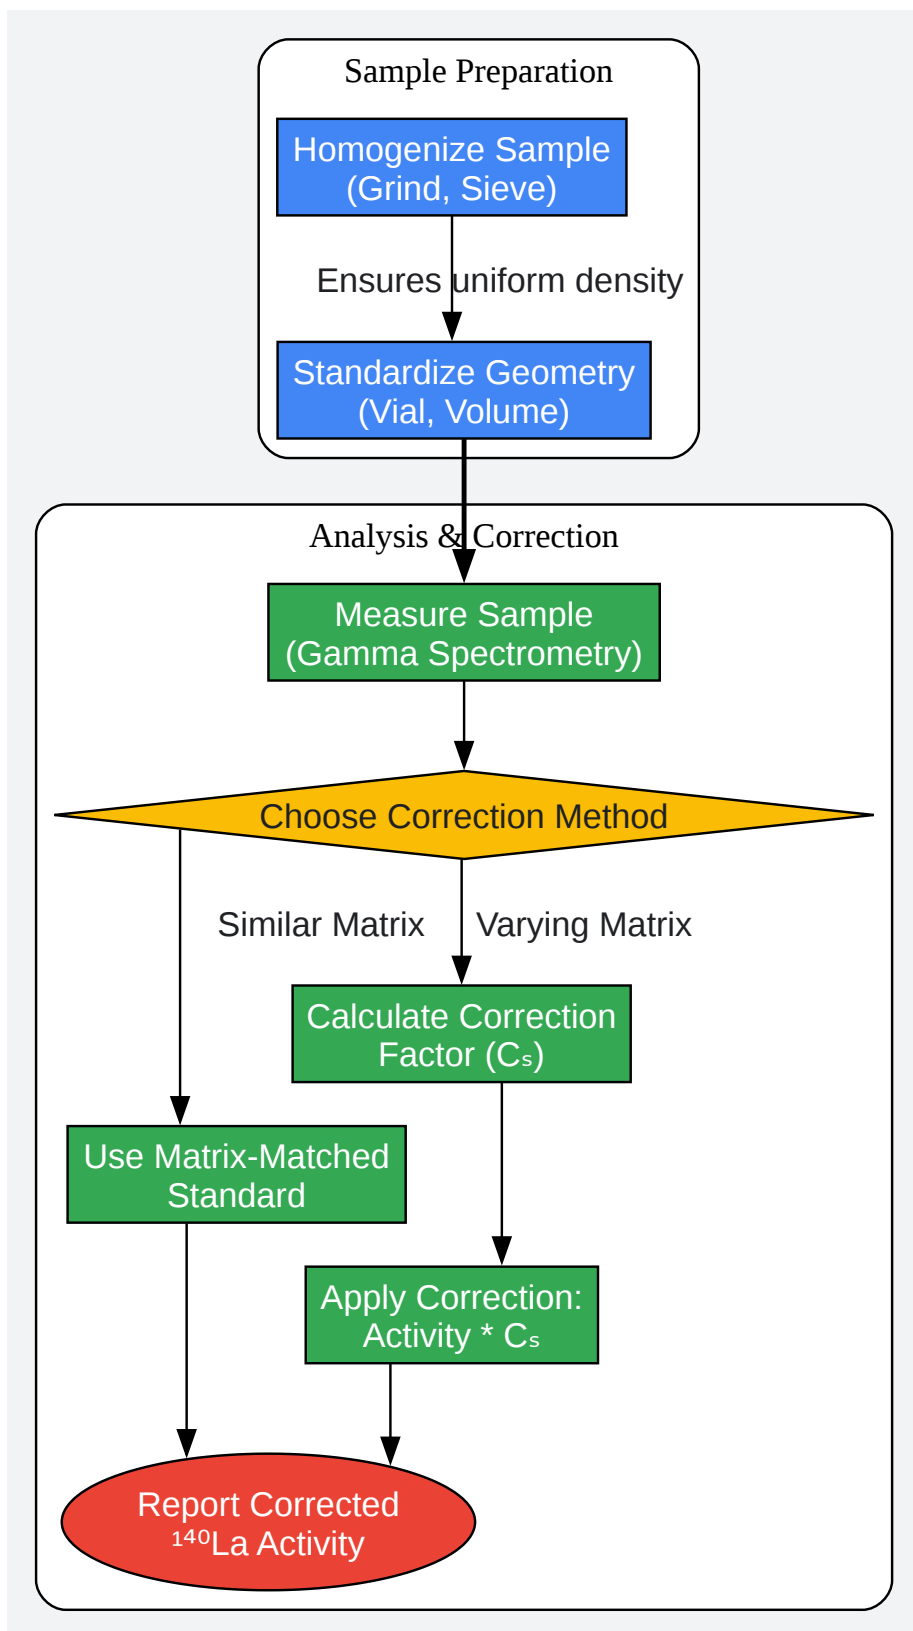 Sample Preparation
Homogenize Sample
(Grind, Sieve)
Ensures uniform density
Standardize Geometry
(Vial, Volume)
Analysis & Correction
Measure Sample
(Gamma Spectrometry)
Choose Correction Method
Similar Matrix
Varying Matrix
Calculate Correction
Factor (Cₛ)
Use Matrix-Matched
Standard
Apply Correction:
Activity * Cₛ
Report Corrected
¹⁴⁰La Activity